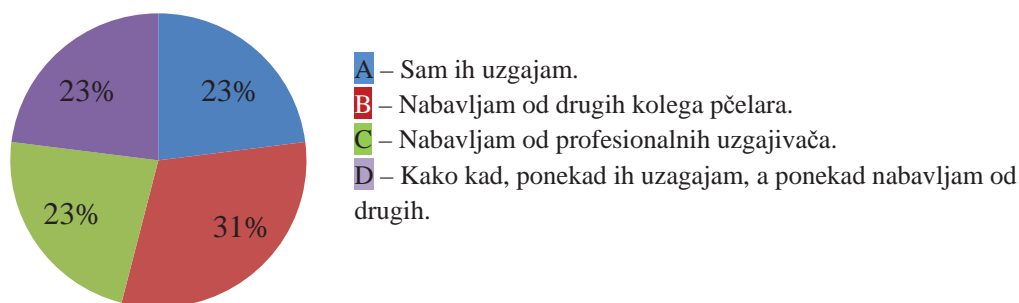 23%
23%
23%
31%
A – Sam ih uzgajam.
B – Nabavljam od drugih kolega pčelara.
C – Nabavljam od profesionalnih uzgajivača.
D – Kako kad, ponekad ih uzagajam, a ponekad nabavljam od
drugih.